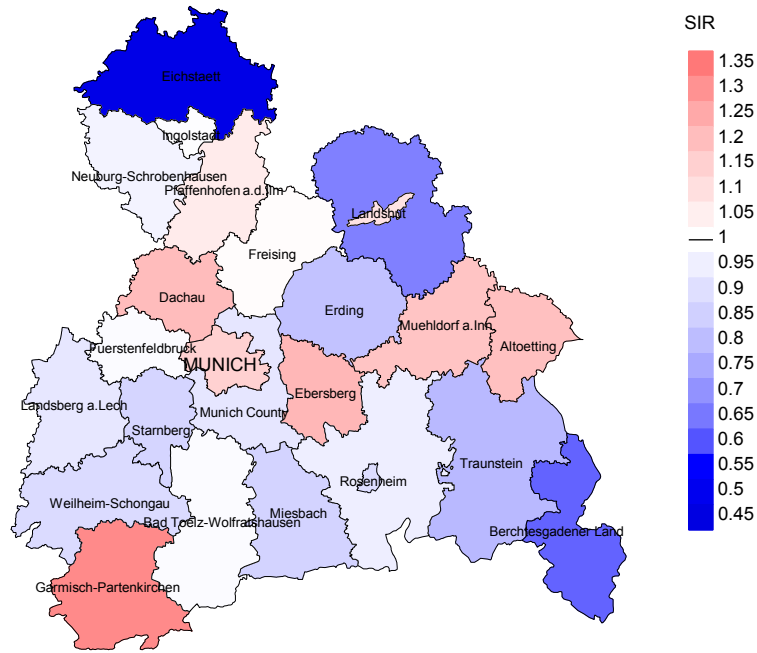 SIR
1.35
1.3
1.25
1.2
1.15
1.1
1.05
1
0.95
0.9
0.85
0.8
0.75
0.7
0.65
0.6
0.55
0.5
0.45
Eichstaett
Ingolstadt
Neuburg-Schrobenhausen
Pfaffenhofen a.d.Ilm
Landshut
Freising
Dachau
Erding
Muehldorf a.Inn
Altoetting
Fuerstenfeldbruck
MUNICH
Ebersberg
Landsberg a.Lech
Munich County
Starnberg
Traunstein
Rosenheim
Weilheim-Schongau
Miesbach
Bad Toelz-Wolfratshausen
Berchtesgadener Land
Garmisch-Partenkirchen